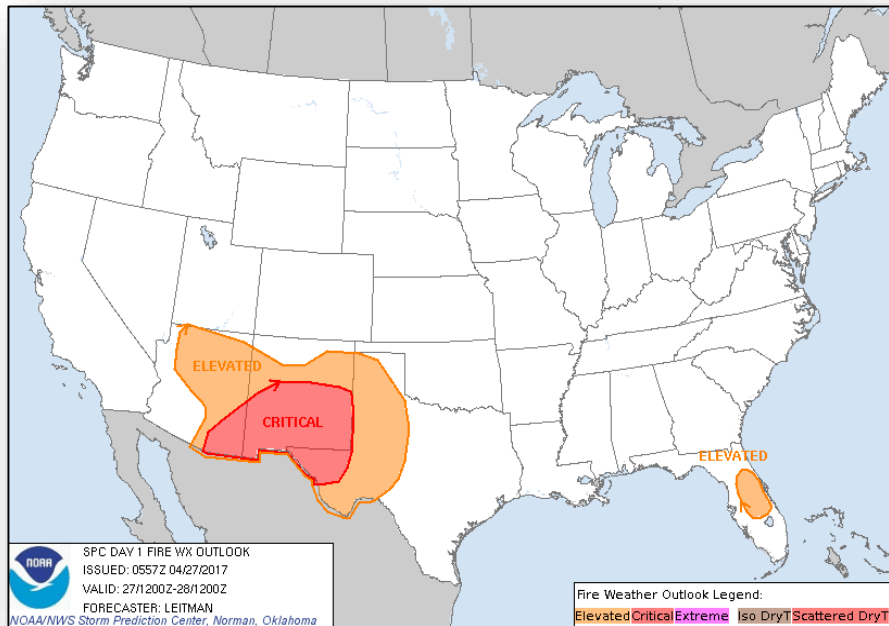 ELEVATED
CRITICAL
ELEVATED
NOAA
SPC DAY 1 FIRE WX OUTLOOK
ISSUED: 0557Z 04/27/2017
VALID: 27/1200Z-28/1200Z
FORECASTER: LEITMAN
NOAA/NWS Storm Prediction Center, Norman, Oklahoma
Fire Weather Outlook Legend:
Elevated Critical Extreme Iso DryT Scattered DryT